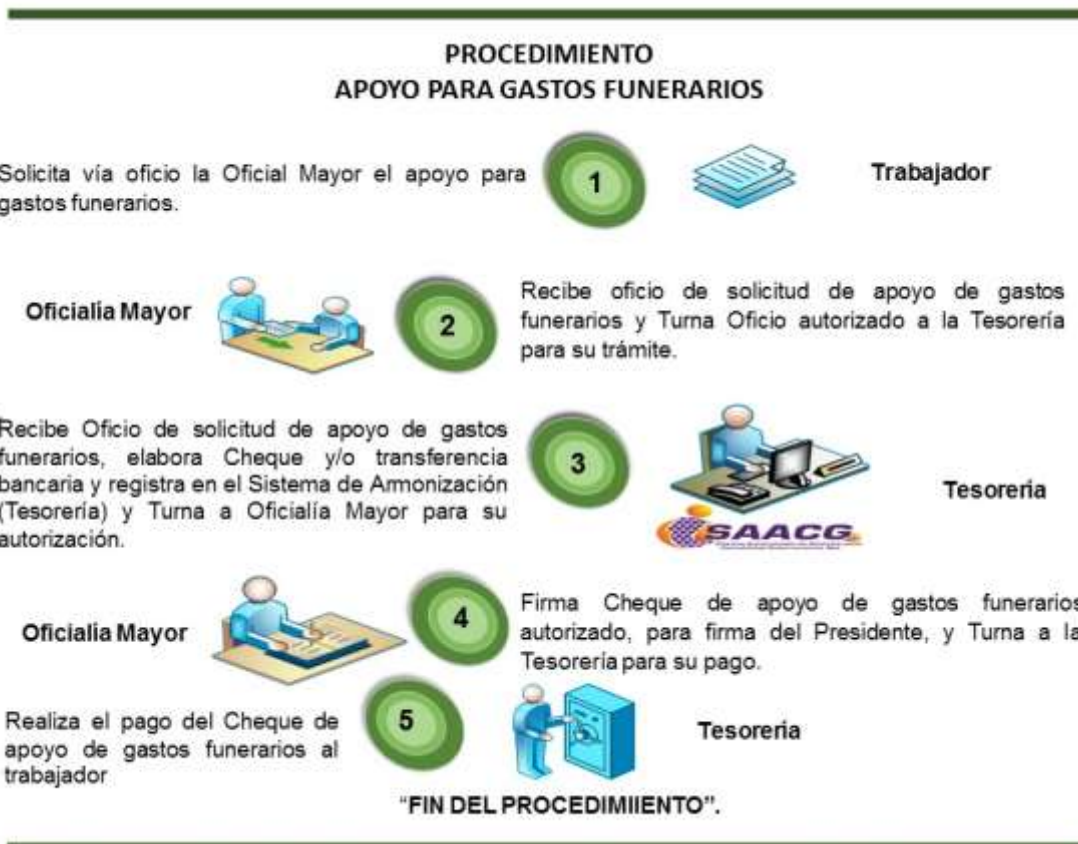 PROCEDIMIENTO
APOYO PARA GASTOS FUNERARIOS
Solicita vía oficio la Oficial Mayor el apoyo para
gastos funerarios.
1
Trabajador
Oficialía Mayor
2
Recibe oficio de solicitud de apoyo de gastos
funerarios y Turna Oficio autorizado a la Tesorería
para su trámite.
Recibe Oficio de solicitud de apoyo de gastos
funerarios, elabora Cheque y/o transferencia
bancaria y registra en el Sistema de Armonización
(Tesorería) y Turna a Oficialía Mayor para su
autorización.
3
Tesorería
SAACG
Oficialía Mayor
4
Firma Cheque de apoyo de gastos funerarios
autorizado, para firma del Presidente, y Turna a la
Tesorería para su pago.
Realiza el pago del Cheque de
apoyo de gastos funerarios al
trabajador
5
Tesorería
“FIN DEL PROCEDIMIIENTO”.